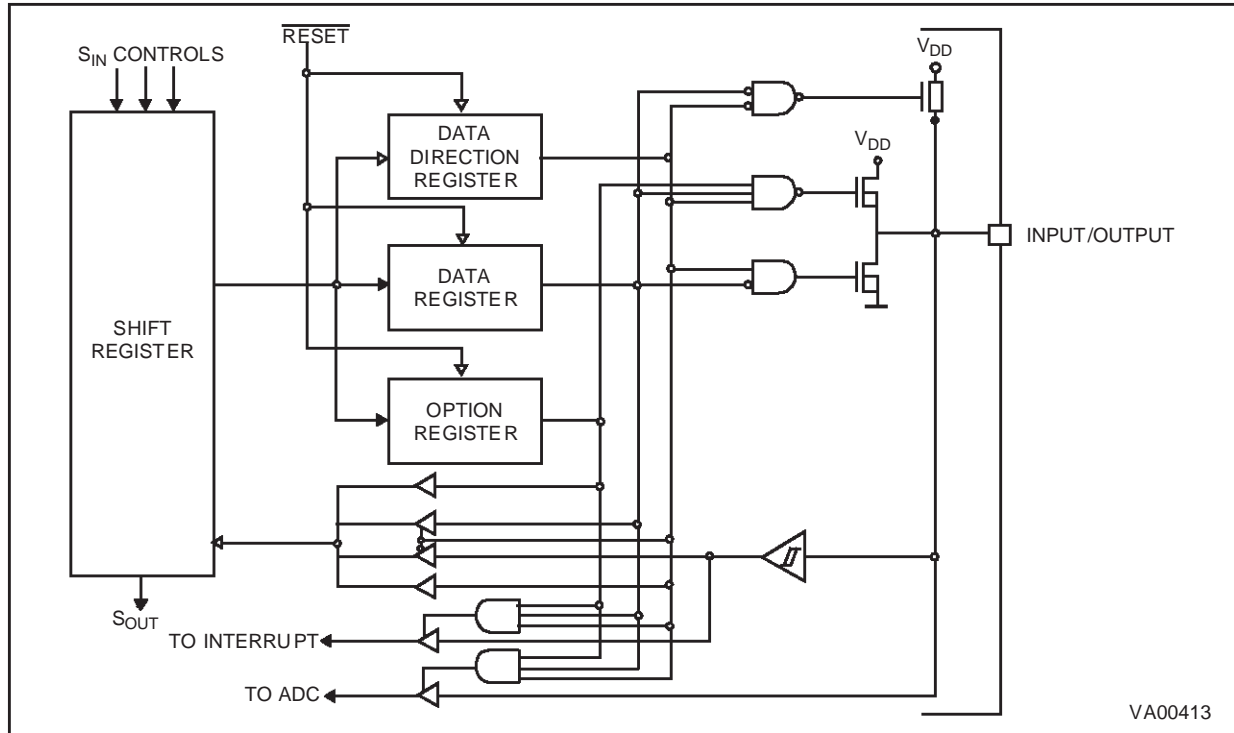 S_IN CONTROLS
RESET
V_DD
DATA
DIRECTION
REGISTER
V_DD
INPUT/OUTPUT
DATA
REGISTER
SHIFT
REGISTER
OPTION
REGISTER
S_OUT
TO INTERRUPT
TO ADC
VA00413